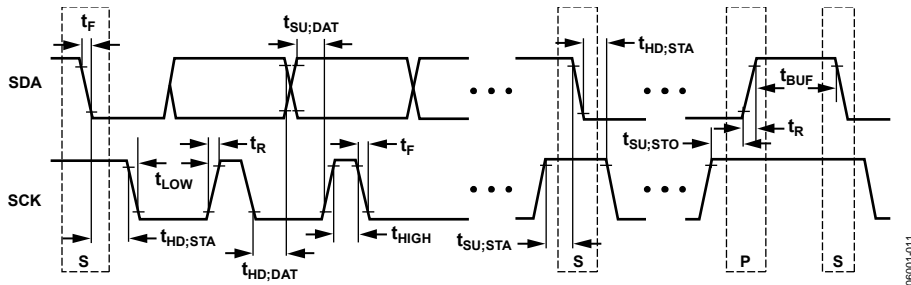 tF
tSU;DAT
tHD;STA
SDA
tBUF
tR
tF
tSU;STO
tR
tLOW
SCK
tHD;STA
tHIGH
tSU;STA
tHD;DAT
S
S
P
S
06001-011